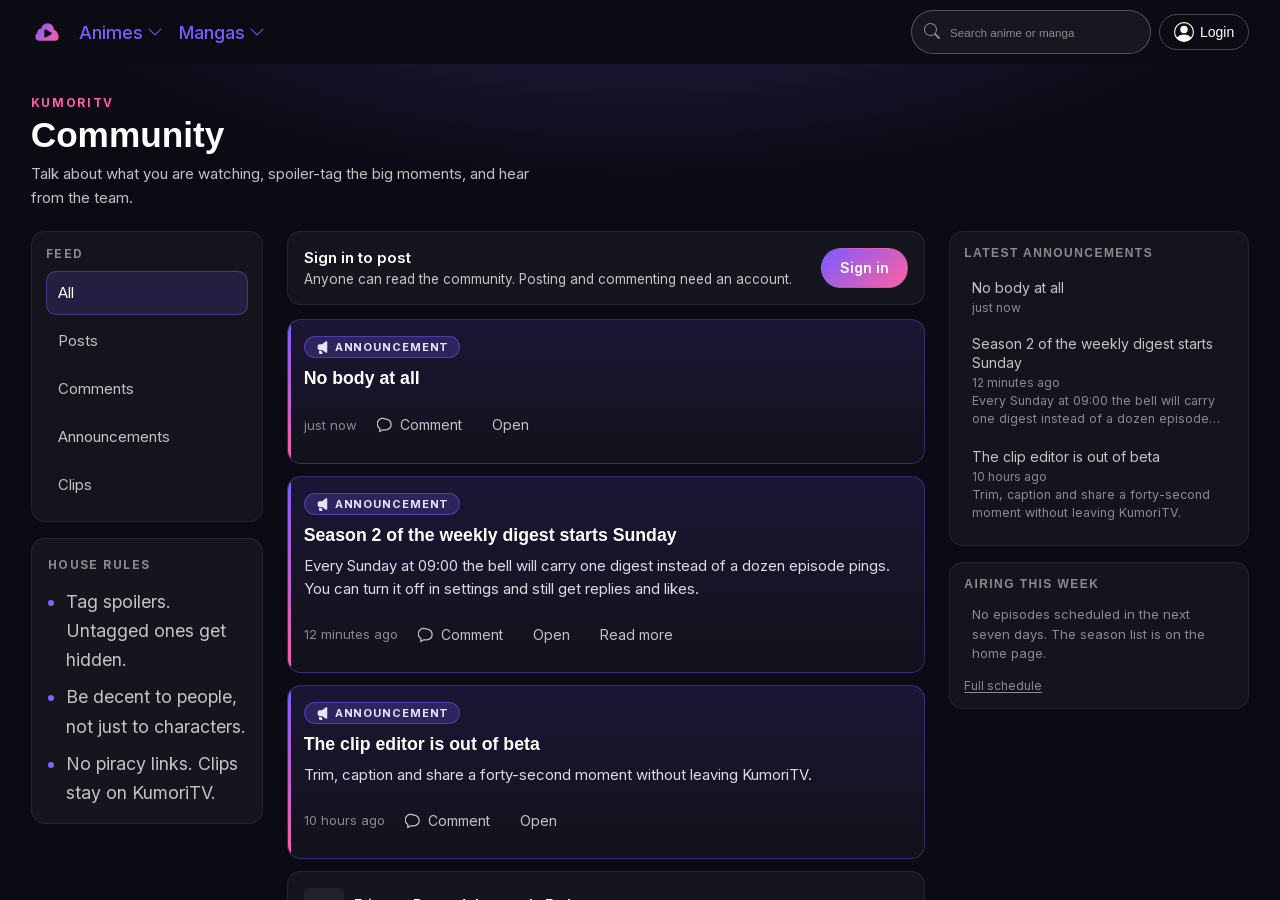 Animes
Mangas
Search anime or manga
Login
KUMORITV
Community
Talk about what you are watching, spoiler-tag the big moments, and hear
from the team.
FEED
All
Posts
Comments
Announcements
Clips
HOUSE RULES
Tag spoilers.
Untagged ones get
hidden.
Be decent to people,
not just to characters.
No piracy links. Clips
stay on KumoriTV.
Sign in to post
Anyone can read the community. Posting and commenting need an account.
Sign in
ANNOUNCEMENT
No body at all
just now
Comment
Open
ANNOUNCEMENT
Season 2 of the weekly digest starts Sunday
Every Sunday at 09:00 the bell will carry one digest instead of a dozen episode pings.
You can turn it off in settings and still get replies and likes.
12 minutes ago
Comment
Open
Read more
ANNOUNCEMENT
The clip editor is out of beta
Trim, caption and share a forty-second moment without leaving KumoriTV.
10 hours ago
Comment
Open
LATEST ANNOUNCEMENTS
No body at all
just now
Season 2 of the weekly digest starts
Sunday
12 minutes ago
Every Sunday at 09:00 the bell will carry
one digest instead of a dozen episode…
The clip editor is out of beta
10 hours ago
Trim, caption and share a forty-second
moment without leaving KumoriTV.
AIRING THIS WEEK
No episodes scheduled in the next
seven days. The season list is on the
home page.
Full schedule